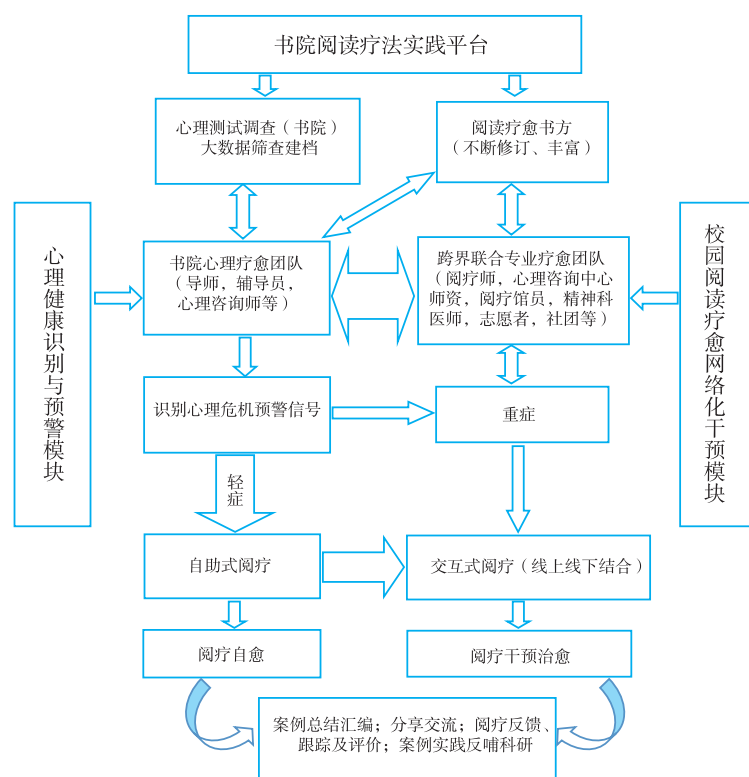 书院阅读疗法实践平台
心理测试调查（书院）
大数据筛查建档
阅读疗愈书方
（不断修订、丰富）
心理健康识别与预警模块
书院心理疗愈团队
（导师，辅导员，
心理咨询师等）
跨界联合专业疗愈团队
（阅疗师，心理咨询中心
师资，阅疗馆员，精神科
医师，志愿者，社团等）
校园阅读疗愈网络化干预模块
识别心理危机预警信号
重症
轻症
自助式阅疗
交互式阅疗（线上线下结合）
阅疗自愈
阅疗干预治愈
案例总结汇编；分享交流；阅疗反馈、
跟踪及评价；案例实践反哺科研